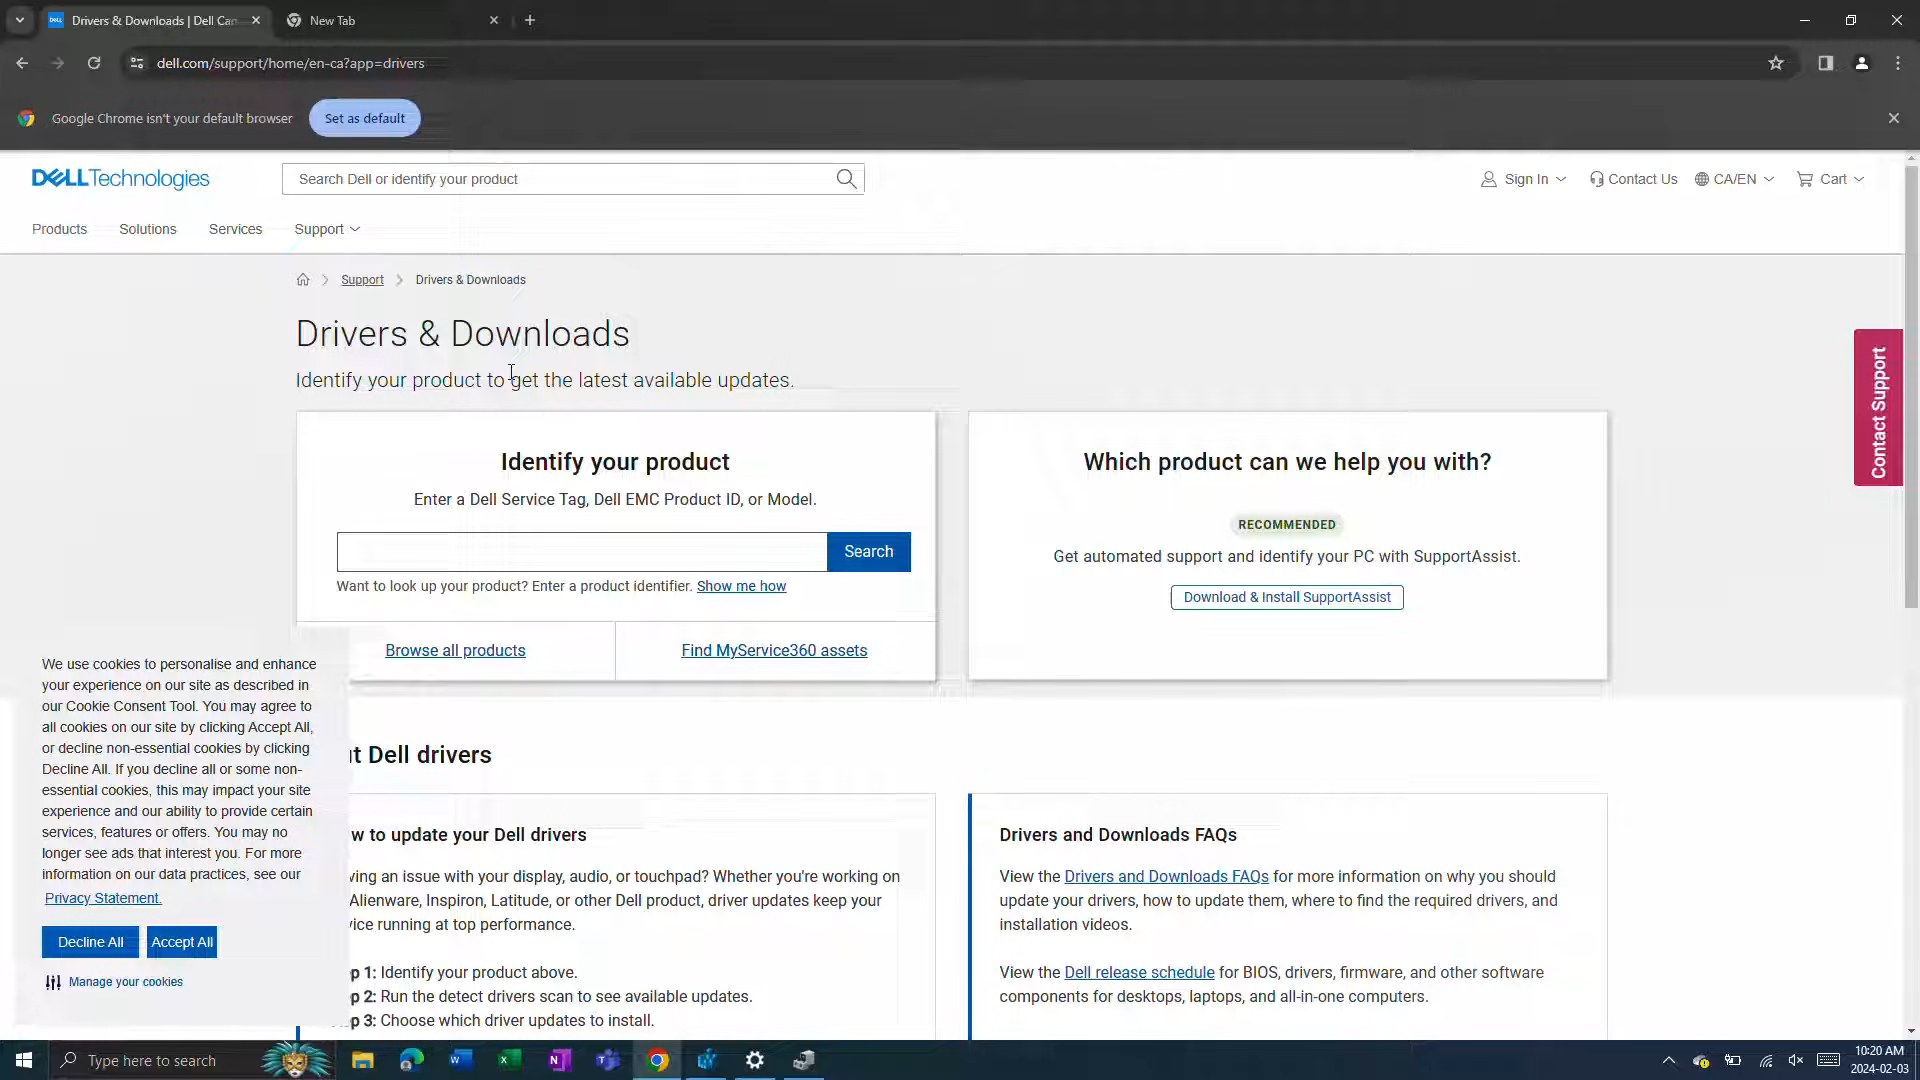 Drivers & Downloads | Dell Can
New Tab
dell.com/support/home/en-ca?app=drivers
Google Chrome isn't your default browser
Set as default
DELLTechnologies
Search Dell or identify your product
Sign In
Contact Us
CA/EN
Cart
Products
Solutions
Services
Support
Support
Drivers & Downloads
Drivers & Downloads
Identify your product to get the latest available updates.
Contact Support
Identify your product
Enter a Dell Service Tag, Dell EMC Product ID, or Model.
Search
Want to look up your product? Enter a product identifier. Show me how
Browse all products
Find MyService360 assets
Which product can we help you with?
RECOMMENDED
Get automated support and identify your PC with SupportAssist.
Download & Install SupportAssist
We use cookies to personalise and enhance
your experience on our site as described in
our Cookie Consent Tool. You may agree to
all cookies on our site by clicking Accept All,
or decline non-essential cookies by clicking
Decline All. If you decline all or some non-
essential cookies, this may impact your site
experience and our ability to provide certain
services, features or offers. You may no
longer see ads that interest you. For more
information on our data practices, see our
Privacy Statement.
Decline All
Accept All
Manage your cookies
t Dell drivers
w to update your Dell drivers
ving an issue with your display, audio, or touchpad? Whether you're working on
Alienware, Inspiron, Latitude, or other Dell product, driver updates keep your
vice running at top performance.
p 1: Identify your product above.
p 2: Run the detect drivers scan to see available updates.
p 3: Choose which driver updates to install.
Drivers and Downloads FAQs
View the Drivers and Downloads FAQs for more information on why you should
update your drivers, how to update them, where to find the required drivers, and
installation videos.
View the Dell release schedule for BIOS, drivers, firmware, and other software
components for desktops, laptops, and all-in-one computers.
Type here to search
10:20 AM
2024-02-03